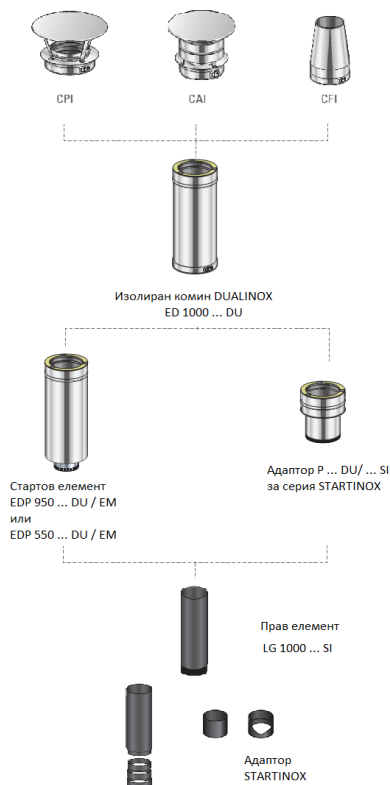 CPI
CAI
CFI
Изолиран комин DUALINOX
ED 1000 ... DU
Стартов елемент
EDP 950 ... DU / EM
или
EDP 550 ... DU / EM
Адаптор P ... DU/ ... SI
за серия STARTINOX
Прав елемент
LG 1000 ... SI
Адаптор
STARTINOX